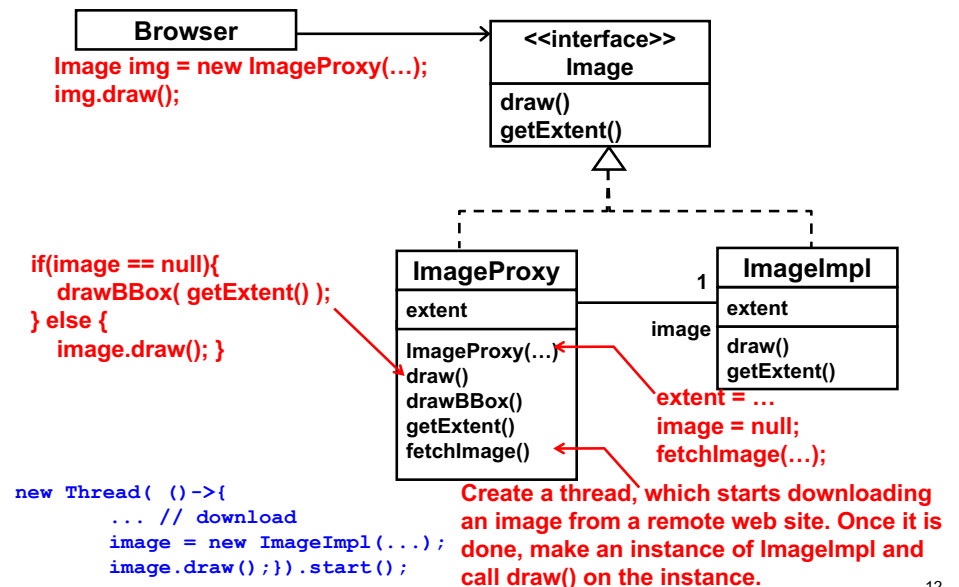 Browser
Image img = new ImageProxy(…);
img.draw();
<<interface>>
Image
draw()
getExtent()
if(image == null){
drawBBox( getExtent() );
} else {
image.draw(); }
ImageProxy
extent
ImageProxy(…)
draw()
drawBBox()
getExtent()
fetchImage()
1
image
ImageImpl
extent
draw()
getExtent()
extent = …
image = null;
fetchImage(…);
new Thread( ()->{
... // download
image = new ImageImpl(...);
image.draw();}).start();
Create a thread, which starts downloading
an image from a remote web site. Once it is
done, make an instance of ImageImpl and
call draw() on the instance.
12